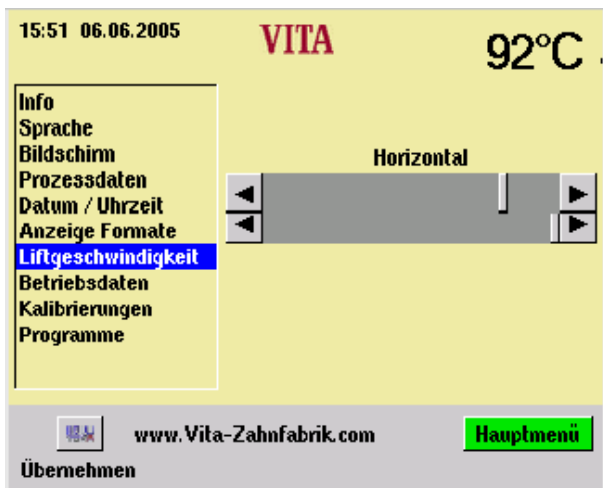 15:51 06.06.2005
VITA
92°C
Info
Sprache
Bildschirm
Prozessdaten
Datum / Uhrzeit
Anzeige Formate
Liftgeschwindigkeit
Betriebsdaten
Kalibrierungen
Programme
Horizontal
www.Vita-Zahnfabrik.com
Hauptmenü
Übernehmen